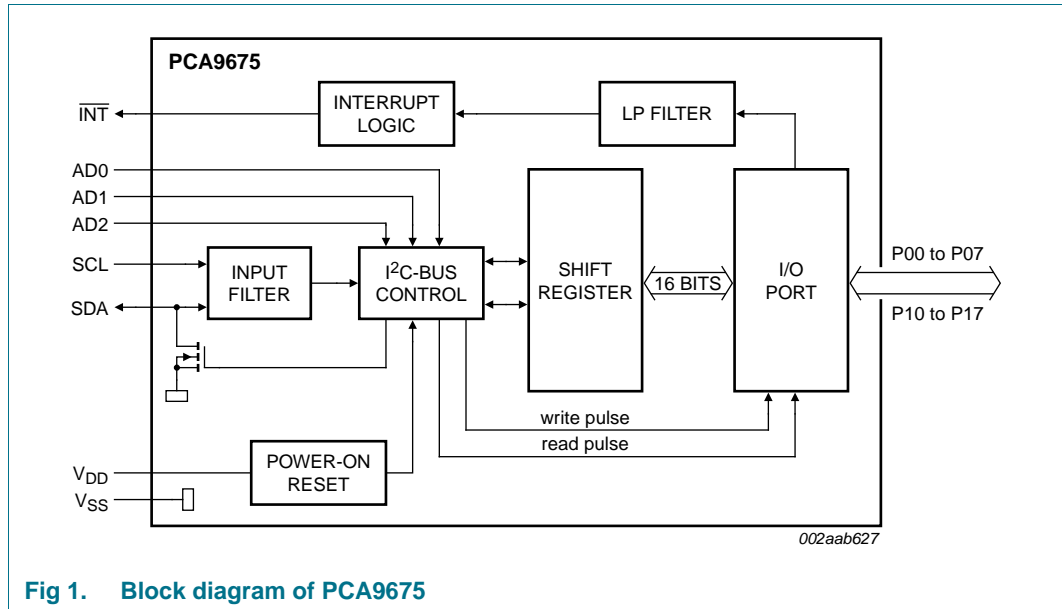 PCA9675
INT
INTERRUPT
LOGIC
LP FILTER
AD0
AD1
AD2
SCL
SDA
INPUT
FILTER
I²C-BUS
CONTROL
SHIFT
REGISTER
16 BITS
I/O
PORT
P00 to P07
P10 to P17
write pulse
read pulse
VDD
VSS
POWER-ON
RESET
002aab627
Fig 1. Block diagram of PCA9675